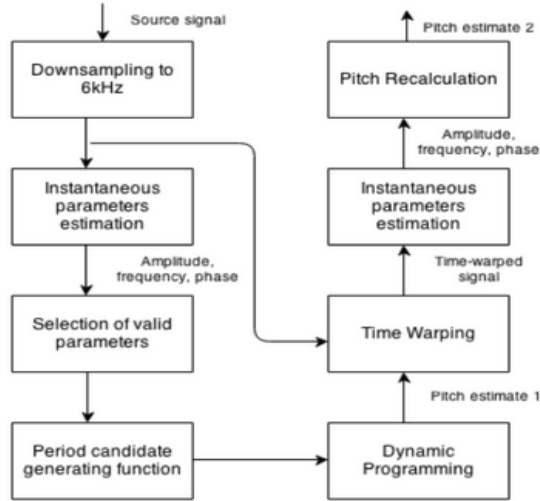 Source signal
Downsampling to
6kHz
Instantaneous
parameters
estimation
Amplitude,
frequency, phase
Selection of valid
parameters
Period candidate
generating function
Dynamic
Programming
Pitch estimate 1
Time Warping
Time-warped
signal
Instantaneous
parameters
estimation
Amplitude,
frequency, phase
Pitch Recalculation
Pitch estimate 2